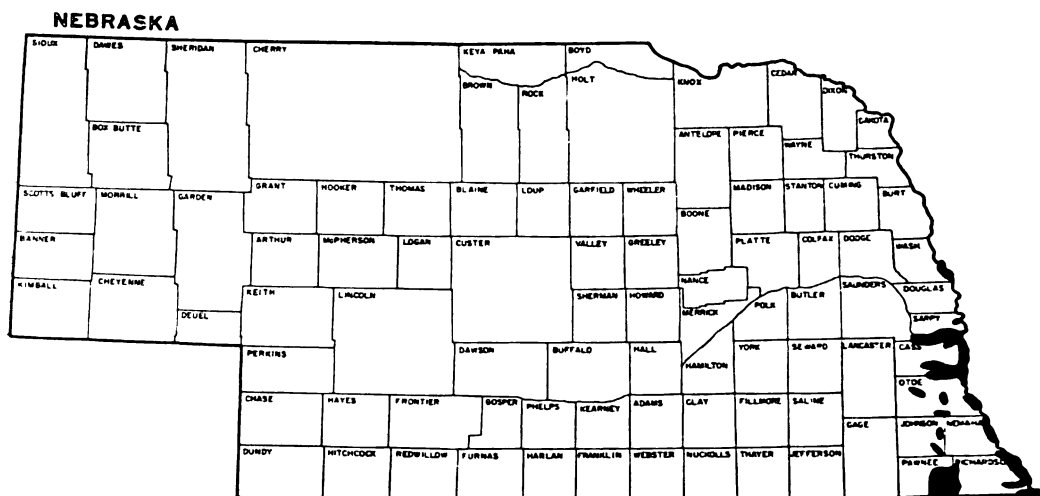 NEBRASKA
SIOUX
DAWES
SHERIDAN
CHERRY
KEYA PAHA
BOYD
KNOX
CEDAR
DIXON
DAKOTA
BROWN
ROCK
HOLT
BOX BUTTE
ANTELOPE
PIERCE
WAYNE
THURSTON
SCOTTS BLUFF
MORRILL
GARDEN
GRANT
HOOKER
THOMAS
BLAINE
LOUP
GARFIELD
WHEELER
BOONE
MADISON
STANTON
CUMING
BURT
BANNER
ARTHUR
McPHERSON
LOGAN
CUSTER
VALLEY
GREELEY
PLATTE
COLFAX
DODGE
WASH.
KIMBALL
CHEYENNE
DEUEL
KEITH
LINCOLN
SHERMAN
HOWARD
NANCE
MERRICK
POLK
BUTLER
SAUNDERS
DOUGLAS
SARPY
PERKINS
DAWSON
BUFFALO
HALL
HAMILTON
YORK
SEWARD
LANCASTER
CASS
OTOE
CHASE
HAYES
FRONTIER
GOSPER
PHELPS
KEARNEY
ADAMS
CLAY
FILLMORE
SALINE
GAGE
JOHNSON
NEMAHA
DUNDY
HITCHCOCK
REDWILLOW
FURNAS
HARLAN
FRANKLIN
WEBSTER
NUCKOLLS
THAYER
JEFFERSON
PAWNEE
RICHARDSO